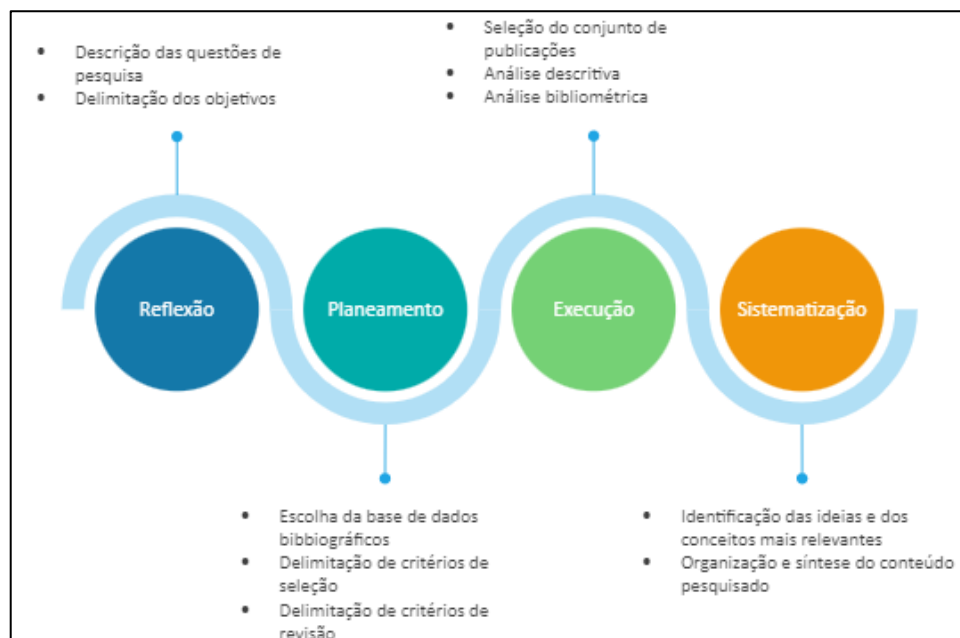 • Descrição das questões de
pesquisa
• Delimitação dos objetivos
• Seleção do conjunto de
publicações
• Análise descritiva
• Análise bibliométrica
Reflexão
Planeamento
Execução
Sistematização
• Escolha da base de dados
bibbiográficos
• Delimitação de critérios de
seleção
• Delimitação de critérios de
revisão
• Identificação das ideias e dos
conceitos mais relevantes
• Organização e síntese do conteúdo
pesquisado